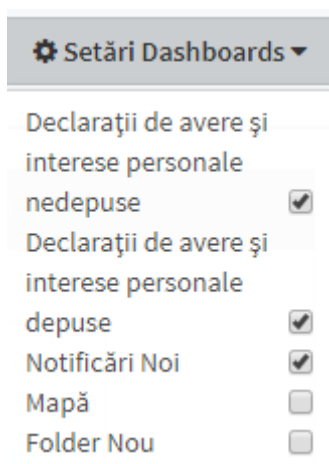 Setări Dashboards
Declaraţii de avere şi
interese personale
nedepuse
Declaraţii de avere şi
interese personale
depuse
Notificări Noi
Mapă
Folder Nou